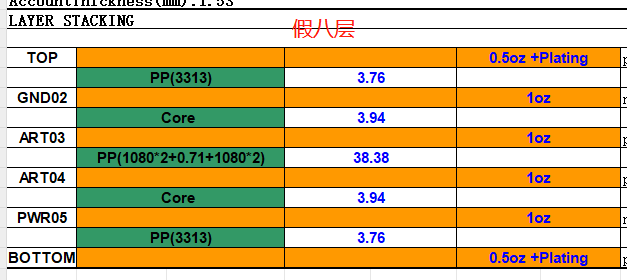 AccountThickness(mm):1.53
LAYER STACKING
假八层
TOP 0.5oz +Plating
PP(3313) 3.76
GND02 1oz
Core 3.94
ART03 1oz
PP(1080*2+0.71+1080*2) 38.38
ART04 1oz
Core 3.94
PWR05 1oz
PP(3313) 3.76
BOTTOM 0.5oz +Plating